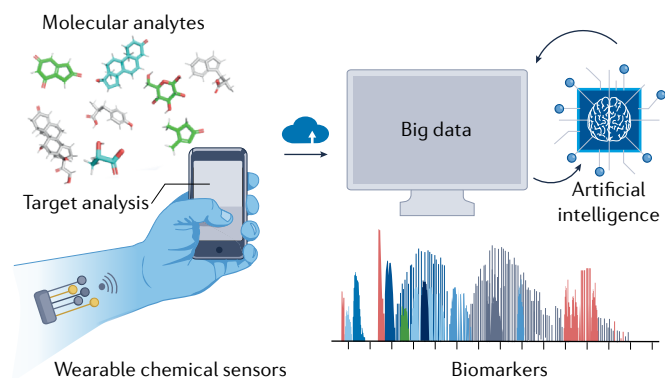 Molecular analytes
Big data
Target analysis
Artificial
intelligence
Wearable chemical sensors
Biomarkers